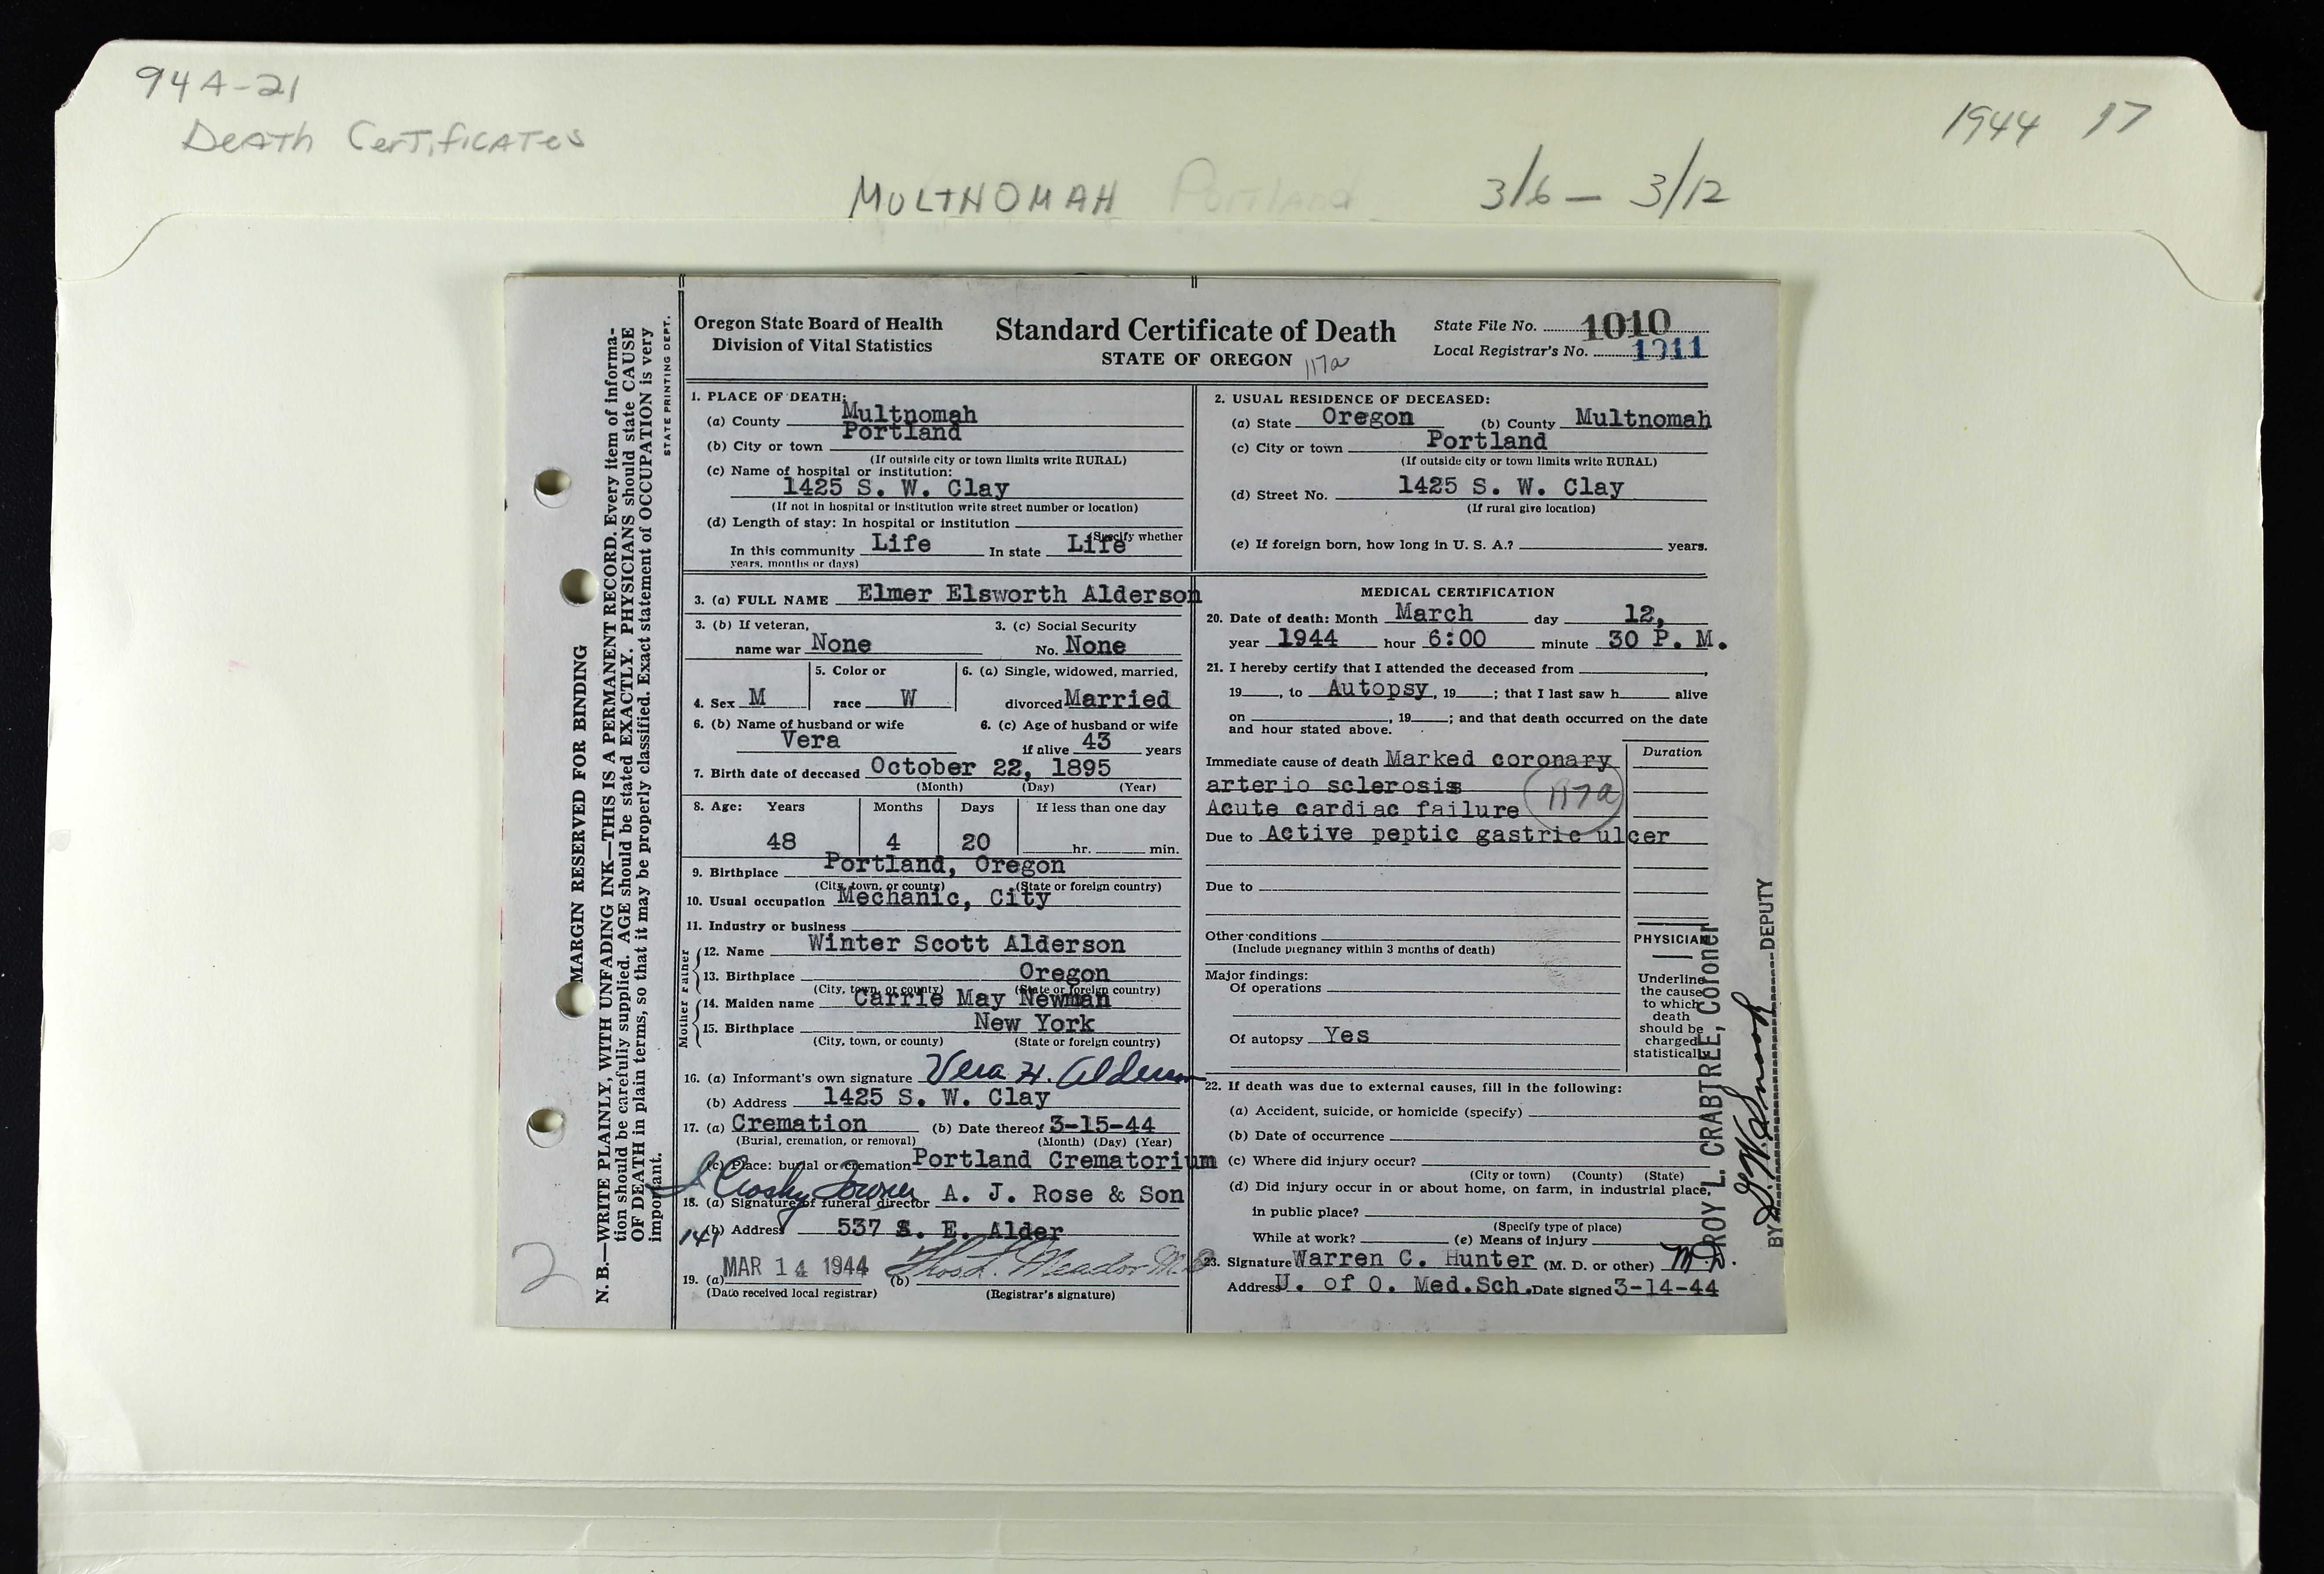 94A-21
Death Certificates
1944 17
MULTNOMAH Portland 3/6 – 3/12
MARGIN RESERVED FOR BINDING
N. B.—WRITE PLAINLY, WITH UNFADING INK—THIS IS A PERMANENT RECORD. Every item of informa-
tion should be carefully supplied. AGE should be stated EXACTLY. PHYSICIANS should state CAUSE
OF DEATH in plain terms, so that it may be properly classified. Exact statement of OCCUPATION is very
important.
STATE PRINTING DEPT.
2
Oregon State Board of Health
Division of Vital Statistics
Standard Certificate of Death
STATE OF OREGON 117a
State File No. 1010
Local Registrar's No. 1011
1. PLACE OF DEATH:
(a) County Multnomah
(b) City or town Portland
(If outside city or town limits write RURAL)
(c) Name of hospital or institution:
1425 S. W. Clay
(If not in hospital or institution write street number or location)
(d) Length of stay: In hospital or institution
(Specify whether
In this community Life In state Life
years, months or days)
2. USUAL RESIDENCE OF DECEASED:
(a) State Oregon (b) County Multnomah
(c) City or town Portland
(If outside city or town limits write RURAL)
(d) Street No. 1425 S. W. Clay
(If rural give location)
(e) If foreign born, how long in U. S. A.? years.
3. (a) FULL NAME Elmer Elsworth Alderson
3. (b) If veteran, 3. (c) Social Security
name war None No. None
5. Color or 6. (a) Single, widowed, married,
4. Sex M race W divorced Married
6. (b) Name of husband or wife 6. (c) Age of husband or wife
Vera if alive 43 years
7. Birth date of deceased October 22, 1895
(Month) (Day) (Year)
8. Age: Years Months Days If less than one day
48 4 20 hr. min.
9. Birthplace Portland, Oregon
(City, town, or county) (State or foreign country)
10. Usual occupation Mechanic, City
11. Industry or business
Father
12. Name Winter Scott Alderson
13. Birthplace Oregon
(City, town, or county) (State or foreign country)
Mother
14. Maiden name Carrie May Newman
15. Birthplace New York
(City, town, or county) (State or foreign country)
16. (a) Informant's own signature Vera H. Alderson
(b) Address 1425 S. W. Clay
17. (a) Cremation (b) Date thereof 3-15-44
(Burial, cremation, or removal) (Month) (Day) (Year)
(c) Place: burial or cremation Portland Crematorium
18. (a) Signature of funeral director A. J. Rose & Son
(b) Address 537 S. E. Alder
19. (a) MAR 14 1944 (b) Thos. L. Meador M.D.
(Date received local registrar) (Registrar's signature)
MEDICAL CERTIFICATION
20. Date of death: Month March day 12,
year 1944 hour 6:00 minute 30 P. M.
21. I hereby certify that I attended the deceased from ,
19 , to Autopsy, 19 ; that I last saw h alive
on , 19 ; and that death occurred on the date
and hour stated above.
Duration
Immediate cause of death Marked coronary
arterio sclerosis
Acute cardiac failure 117a
Due to Active peptic gastric ulcer
Due to
Other conditions
(Include pregnancy within 3 months of death)
Major findings:
Of operations
Of autopsy Yes
PHYSICIAN
Underline
the cause
to which
death
should be
charged
statistically
22. If death was due to external causes, fill in the following:
(a) Accident, suicide, or homicide (specify)
(b) Date of occurrence
(c) Where did injury occur?
(City or town) (County) (State)
(d) Did injury occur in or about home, on farm, in industrial place,
in public place?
(Specify type of place)
While at work? (e) Means of injury
23. Signature Warren C. Hunter (M. D. or other) M.D.
Address U. of O. Med.Sch. Date signed 3-14-44
ROY L. CRABTREE, Coroner
BY DEPUTY